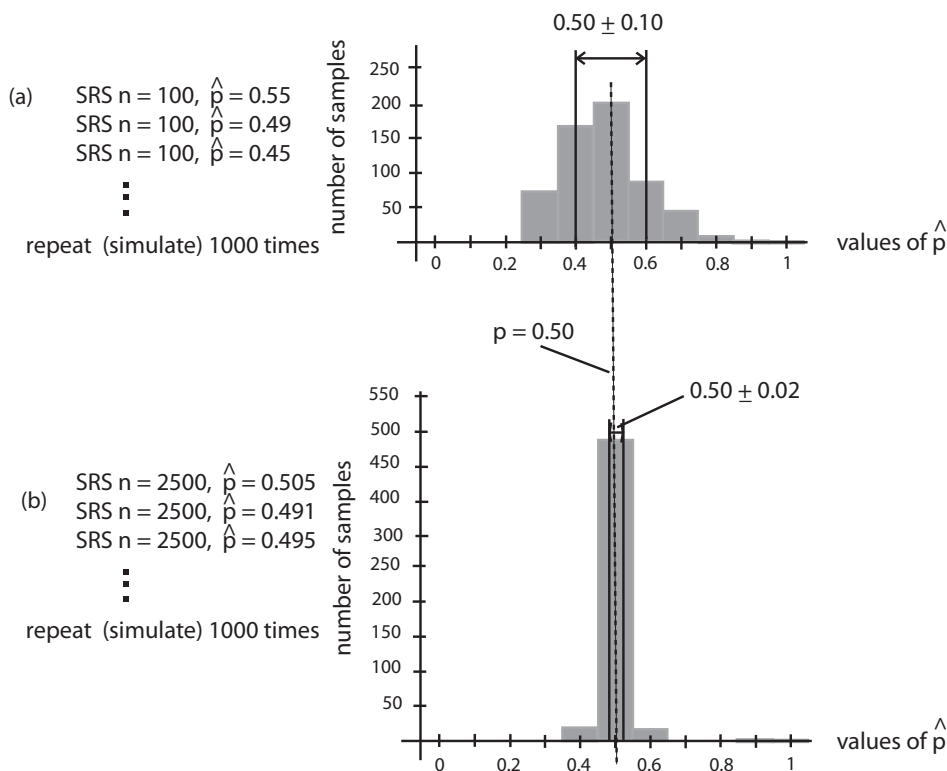 0.50 ± 0.10
(a)
SRS n = 100, p̂ = 0.55
SRS n = 100, p̂ = 0.49
SRS n = 100, p̂ = 0.45
repeat (simulate) 1000 times
number of samples
250
200
150
100
50
0 0.2 0.4 0.6 0.8 1
values of p̂
p = 0.50
0.50 ± 0.02
(b)
SRS n = 2500, p̂ = 0.505
SRS n = 2500, p̂ = 0.491
SRS n = 2500, p̂ = 0.495
repeat (simulate) 1000 times
number of samples
550
500
450
400
300
250
200
150
100
50
0 0.2 0.4 0.6 0.8 1
values of p̂